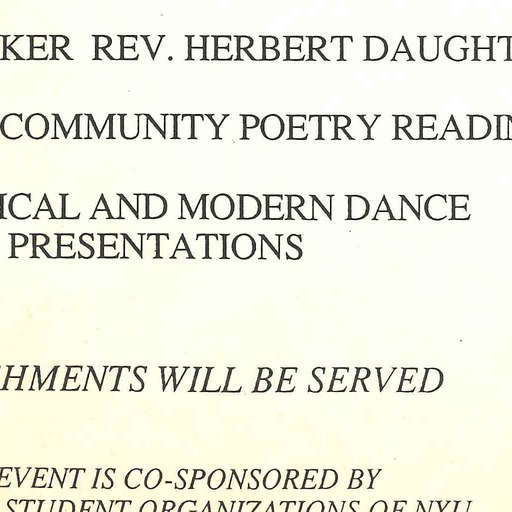 KER REV. HERBERT DAUGHT
COMMUNITY POETRY READIN
ICAL AND MODERN DANCE
PRESENTATIONS
HMENTS WILL BE SERVED
EVENT IS CO-SPONSORED BY
STUDENT ORGANIZATIONS OF NYU